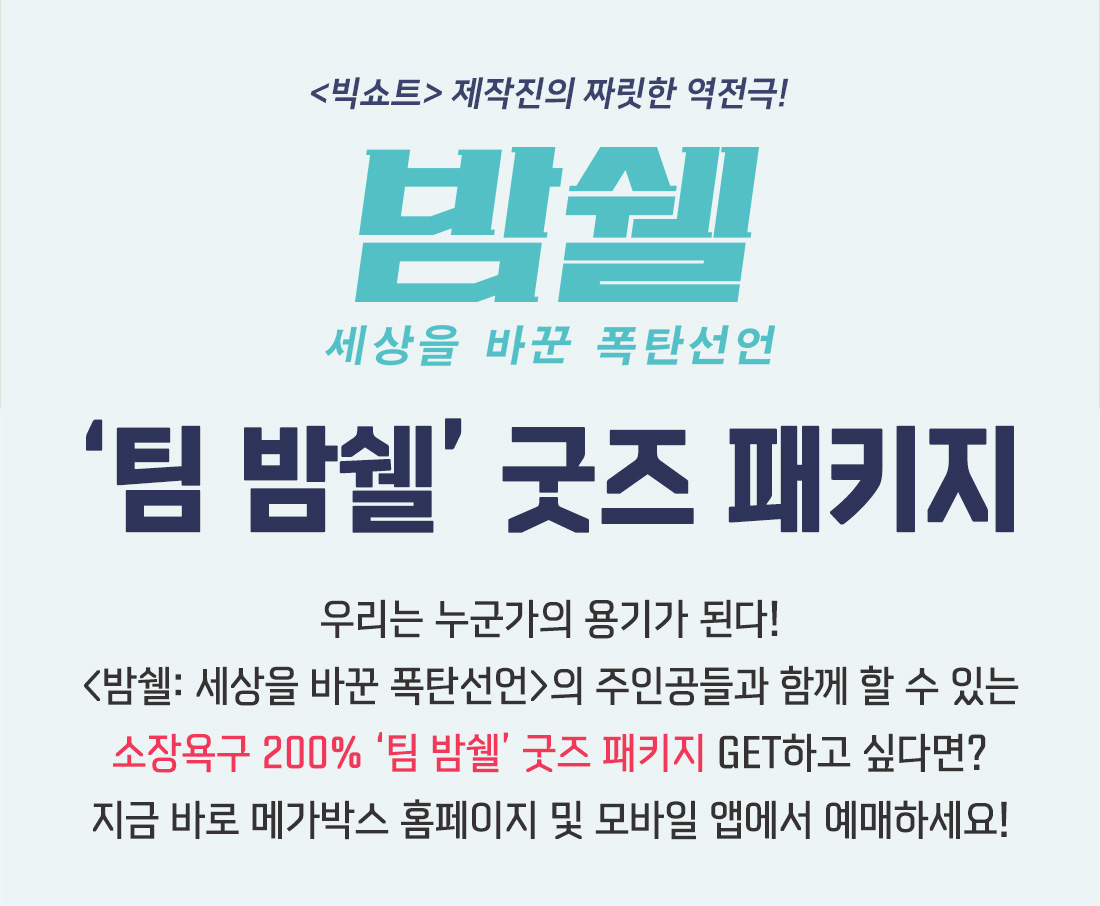 <빅쇼트> 제작진의 짜릿한 역전극!
밤쉘
세상을 바꾼 폭탄선언
‘팀 밤쉘’ 굿즈 패키지
우리는 누군가의 용기가 된다!
<밤쉘: 세상을 바꾼 폭탄선언>의 주인공들과 함께 할 수 있는
소장욕구 200% ‘팀 밤쉘’ 굿즈 패키지 GET하고 싶다면?
지금 바로 메가박스 홈페이지 및 모바일 앱에서 예매하세요!